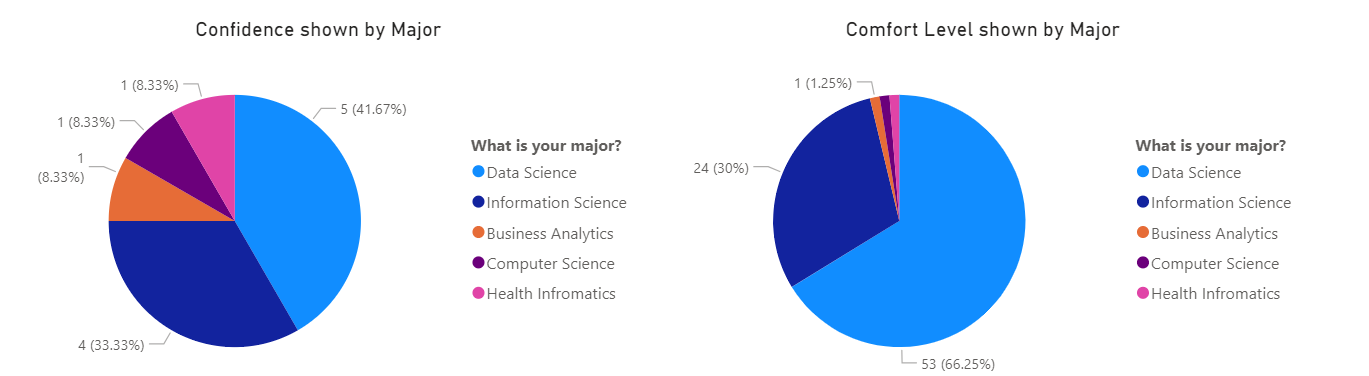 Confidence shown by Major
1 (8.33%)
5 (41.67%)
1 (8.33%)
1
(8.33%)
4 (33.33%)
What is your major?
Data Science
Information Science
Business Analytics
Computer Science
Health Infromatics
Comfort Level shown by Major
1 (1.25%)
24 (30%)
53 (66.25%)
What is your major?
Data Science
Information Science
Business Analytics
Computer Science
Health Infromatics